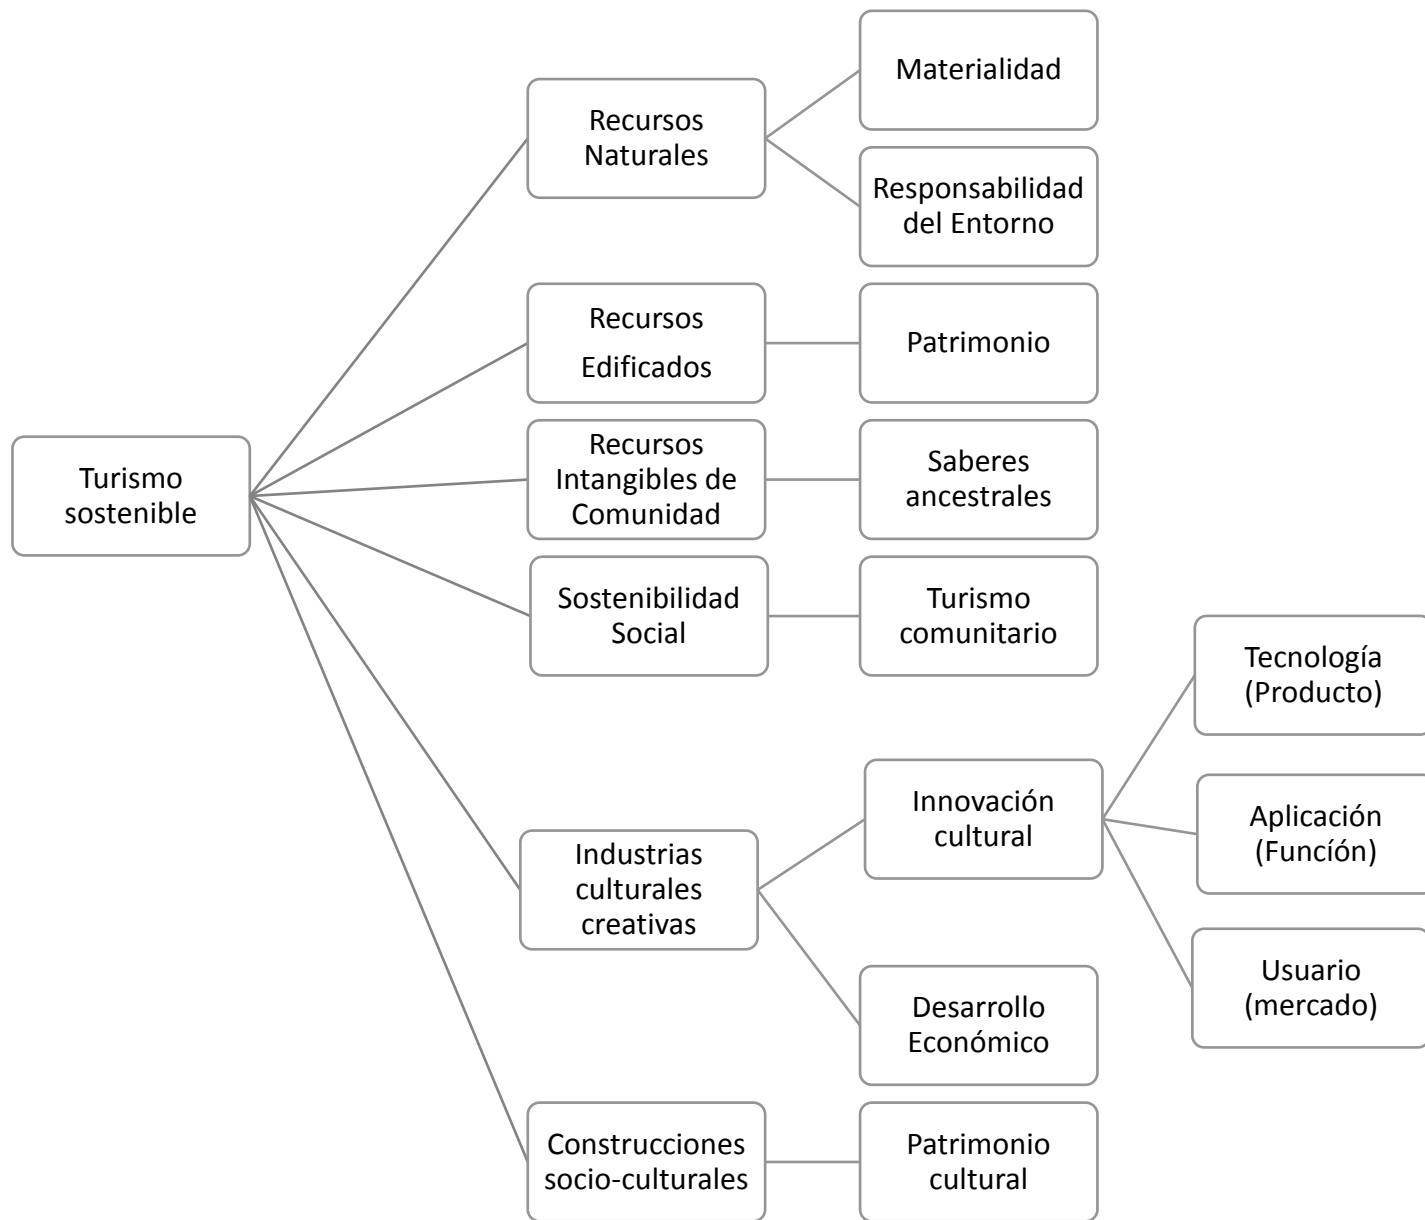 Turismo
sostenible
Recursos
Naturales
Materialidad
Responsabilidad
del Entorno
Recursos
Edificados
Patrimonio
Recursos
Intangibles de
Comunidad
Saberes
ancestrales
Sostenibilidad
Social
Turismo
comunitario
Industrias
culturales
creativas
Innovación
cultural
Tecnología
(Producto)
Aplicación
(Funcíón)
Usuario
(mercado)
Desarrollo
Económico
Construcciones
socio-culturales
Patrimonio
cultural